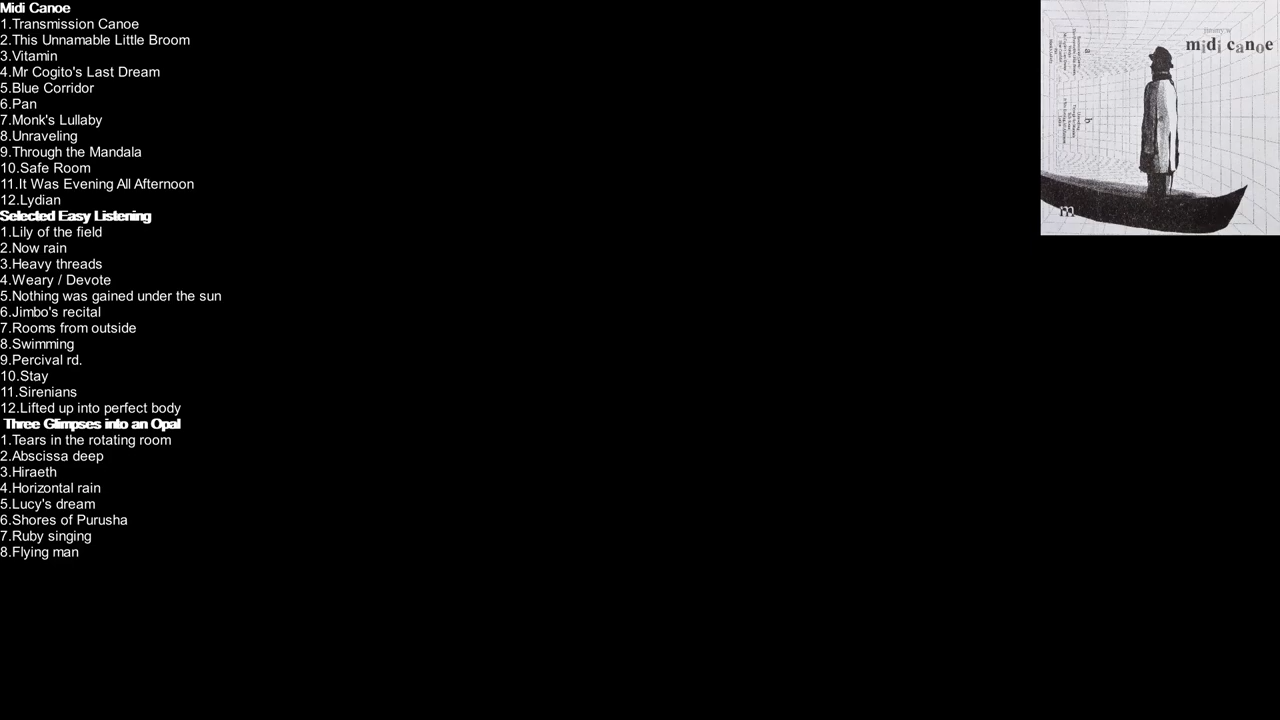 Midi Canoe
1.Transmission Canoe
2.This Unnamable Little Broom
3.Vitamin
4.Mr Cogito's Last Dream
5.Blue Corridor
6.Pan
7.Monk's Lullaby
8.Unraveling
9.Through the Mandala
10.Safe Room
11.It Was Evening All Afternoon
12.Lydian
Selected Easy Listening
1.Lily of the field
2.Now rain
3.Heavy threads
4.Weary / Devote
5.Nothing was gained under the sun
6.Jimbo's recital
7.Rooms from outside
8.Swimming
9.Percival rd.
10.Stay
11.Sirenians
12.Lifted up into perfect body
Three Glimpses into an Opal
1.Tears in the rotating room
2.Abscissa deep
3.Hiraeth
4.Horizontal rain
5.Lucy's dream
6.Shores of Purusha
7.Ruby singing
8.Flying man
jimmy w
midi canoe
a
b
m